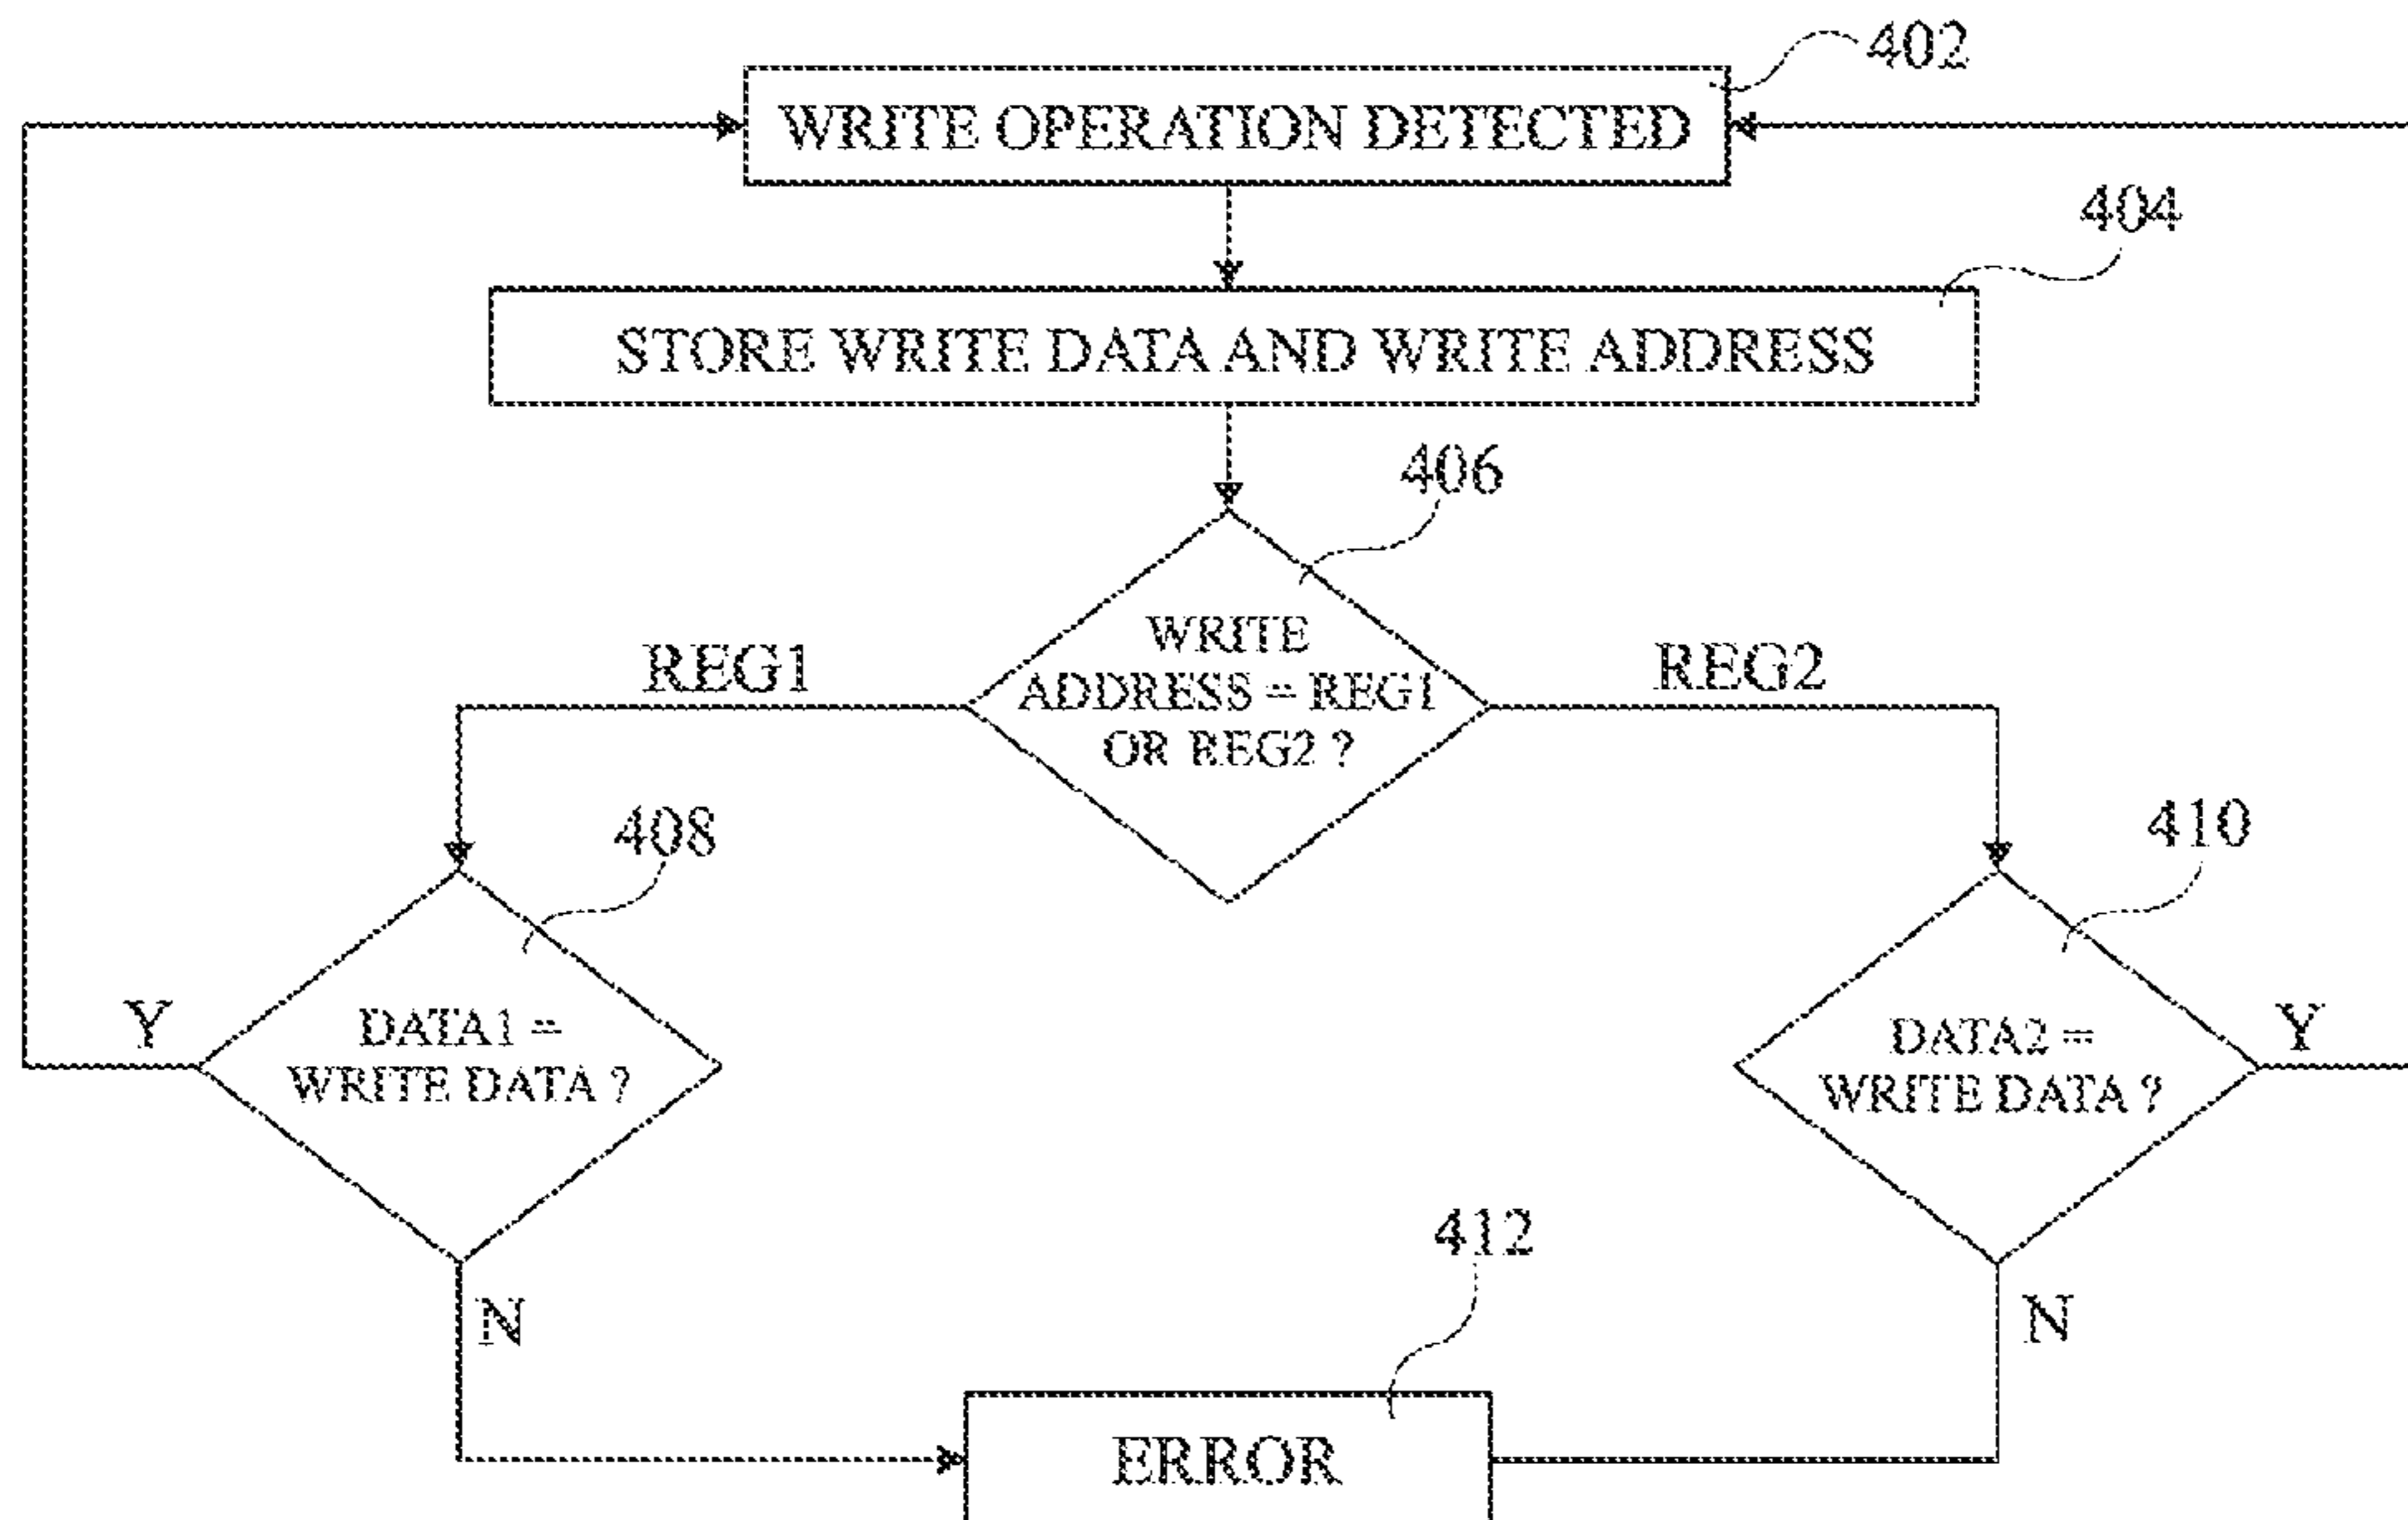 402
WRITE OPERATION DETECTED
404
STORE WRITE DATA AND WRITE ADDRESS
406
WRITE
ADDRESS = REG1
OR REG2 ?
REG1
REG2
408
410
DATA1 =
WRITE DATA ?
Y
DATA2 =
WRITE DATA ?
Y
412
N
N
ERROR